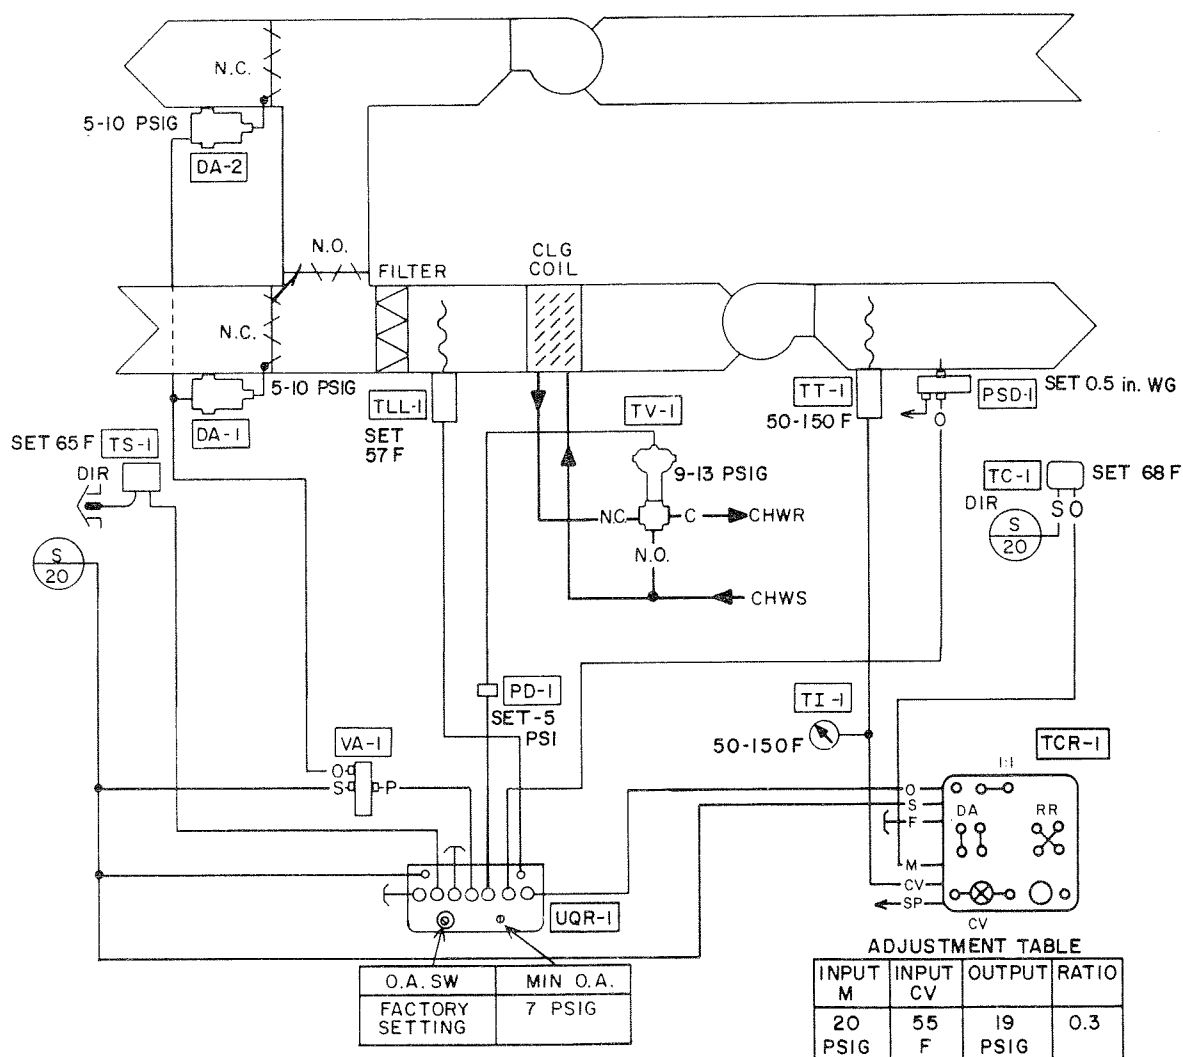 N.C.
5-10 PSIG
DA-2
N.O.
FILTER
CLG
COIL
N.C.
5-10 PSIG
DA-1
TLL-1
SET
57 F
TV-1
9-13 PSIG
N.C.
C
CHWR
N.O.
CHWS
TT-1
50-150 F
PSD-1
SET 0.5 in. WG
O
SET 65 F
TS-1
DIR
TC-1
SET 68 F
DIR
S O
S
20
S
20
PD-1
SET-5
PSI
O
TI-1
50-150 F
VA-1
O
S
P
TCR-1
1:1
O
S
F
DA
RR
M
CV
SP
CV
UQR-1
O.A. SW
MIN O.A.
FACTORY
SETTING
7 PSIG
ADJUSTMENT TABLE
INPUT
M
INPUT
CV
OUTPUT
RATIO
20
PSIG
55
F
19
PSIG
0.3